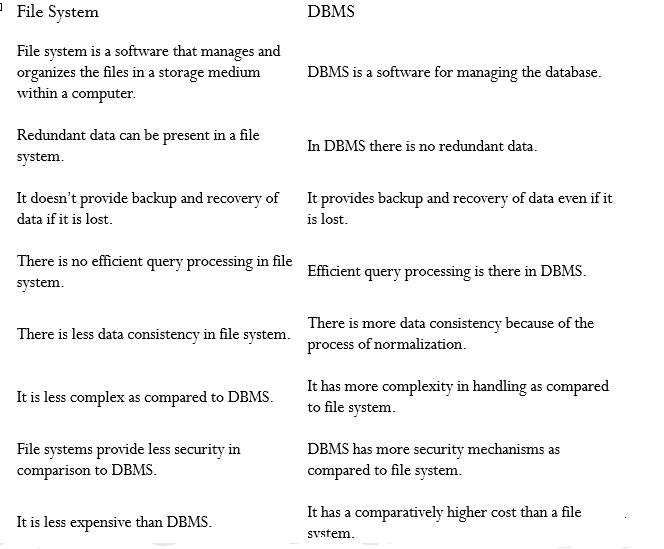 File System
DBMS
File system is a software that manages and
organizes the files in a storage medium
within a computer.
DBMS is a software for managing the database.
Redundant data can be present in a file
system.
In DBMS there is no redundant data.
It doesn’t provide backup and recovery of
data if it is lost.
It provides backup and recovery of data even if it
is lost.
There is no efficient query processing in file
system.
Efficient query processing is there in DBMS.
There is less data consistency in file system.
There is more data consistency because of the
process of normalization.
It is less complex as compared to DBMS.
It has more complexity in handling as compared
to file system.
File systems provide less security in
comparison to DBMS.
DBMS has more security mechanisms as
compared to file system.
It is less expensive than DBMS.
It has a comparatively higher cost than a file
system.